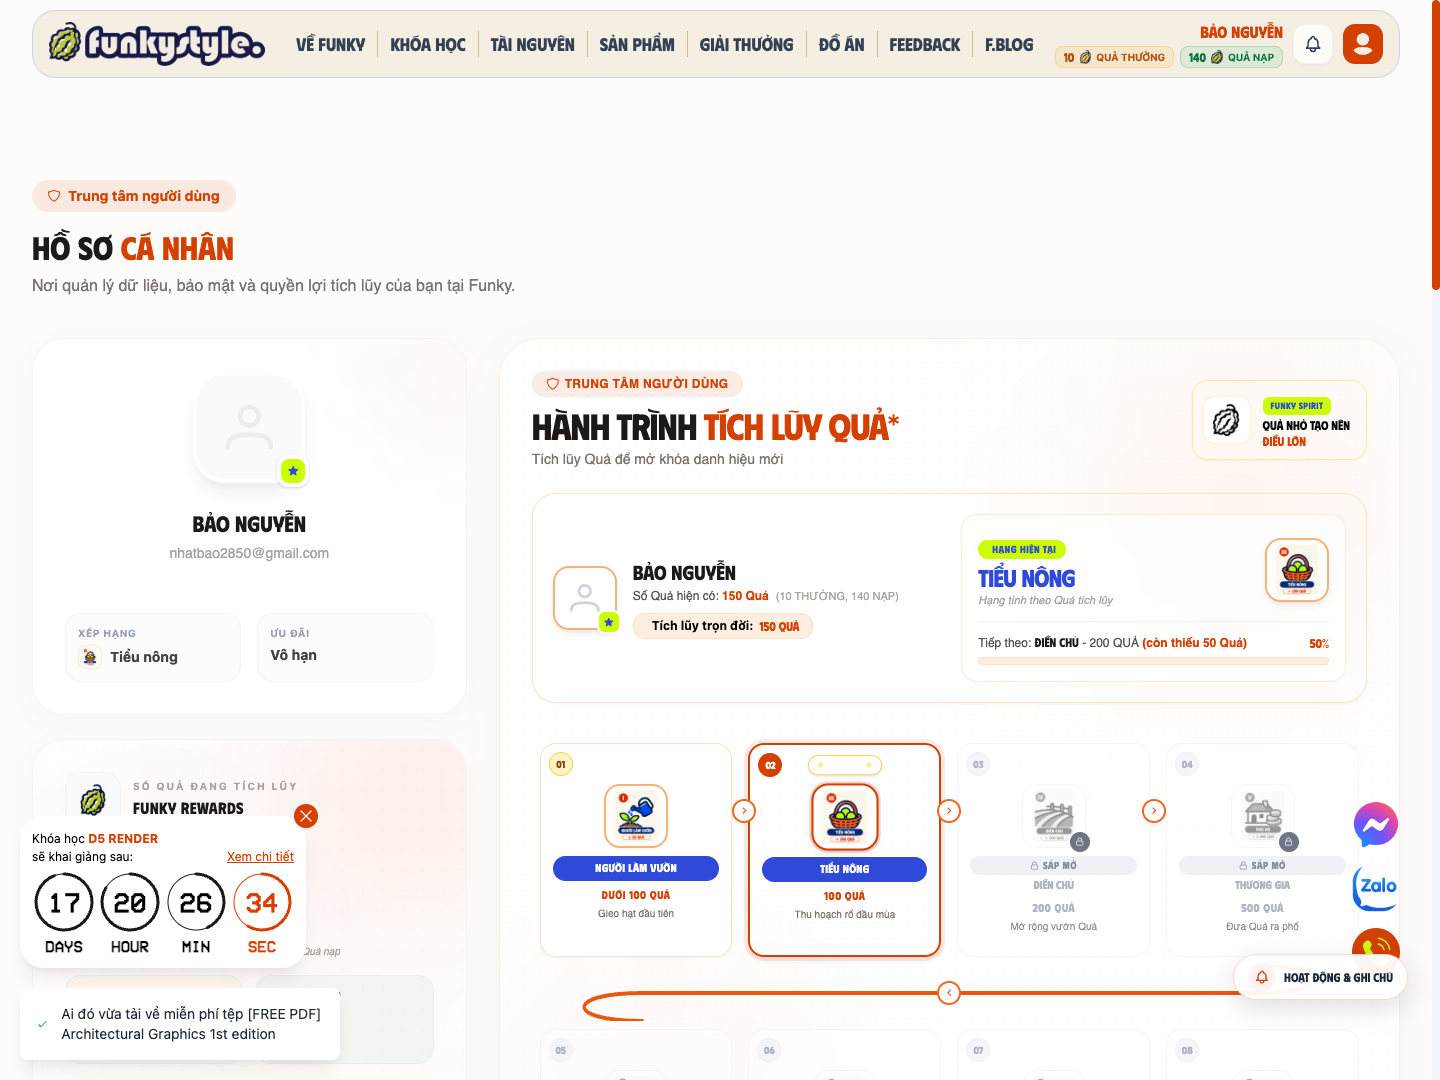 funkystyle.
VỀ FUNKY
KHÓA HỌC
TÀI NGUYÊN
SẢN PHẨM
GIẢI THƯỞNG
ĐỒ ÁN
FEEDBACK
F.BLOG
BẢO NGUYỄN
10 QUẢ THƯỞNG
140 QUẢ NẠP
Trung tâm người dùng
HỒ SƠ CÁ NHÂN
Nơi quản lý dữ liệu, bảo mật và quyền lợi tích lũy của bạn tại Funky.
BẢO NGUYỄN
nhatbao2850@gmail.com
XẾP HẠNG
Tiểu nông
ƯU ĐÃI
Vô hạn
SỐ QUẢ ĐANG TÍCH LŨY
FUNKY REWARDS
Quả nạp
Khóa học D5 RENDER
sẽ khai giảng sau:
Xem chi tiết
17 20 26 34
DAYS HOUR MIN SEC
Ai đó vừa tải về miễn phí tệp [FREE PDF]
Architectural Graphics 1st edition
TRUNG TÂM NGƯỜI DÙNG
HÀNH TRÌNH TÍCH LŨY QUẢ*
Tích lũy Quả để mở khóa danh hiệu mới
FUNKY SPIRIT
QUẢ NHỎ TẠO NÊN
ĐIỀU LỚN
BẢO NGUYỄN
Số Quả hiện có: 150 Quả (10 THƯỞNG, 140 NẠP)
Tích lũy trọn đời: 150 QUẢ
HẠNG HIỆN TẠI
TIỂU NÔNG
Hạng tính theo Quả tích lũy
Tiếp theo: ĐIỀN CHỦ - 200 QUẢ (còn thiếu 50 Quả)
50%
01
NGƯỜI LÀM VƯỜN
DƯỚI 100 QUẢ
Gieo hạt đầu tiên
02
TIỂU NÔNG
100 QUẢ
Thu hoạch rổ đầu mùa
03
SẮP MỞ
ĐIỀN CHỦ
200 QUẢ
Mở rộng vườn Quả
04
SẮP MỞ
THƯƠNG GIA
500 QUẢ
Đưa Quả ra phố
Zalo
HOẠT ĐỘNG & GHI CHÚ
05
06
07
08